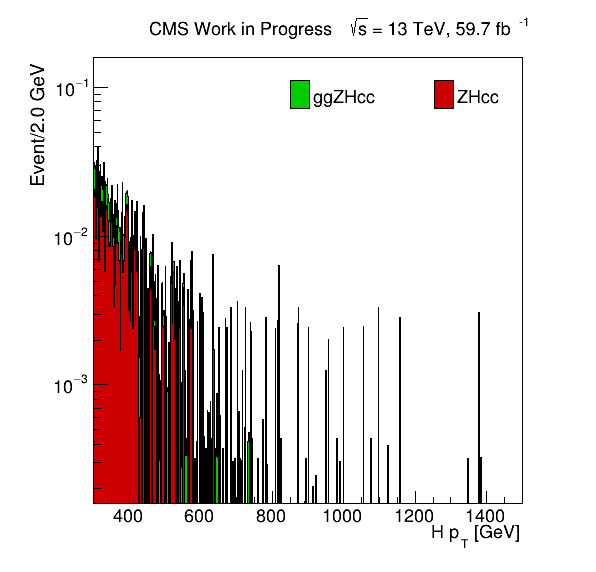 CMS Work in Progress √s = 13 TeV, 59.7 fb⁻¹
Event/2.0 GeV
ggZHcc ZHcc
10⁻¹
10⁻²
10⁻³
400 600 800 1000 1200 1400
H p_T [GeV]